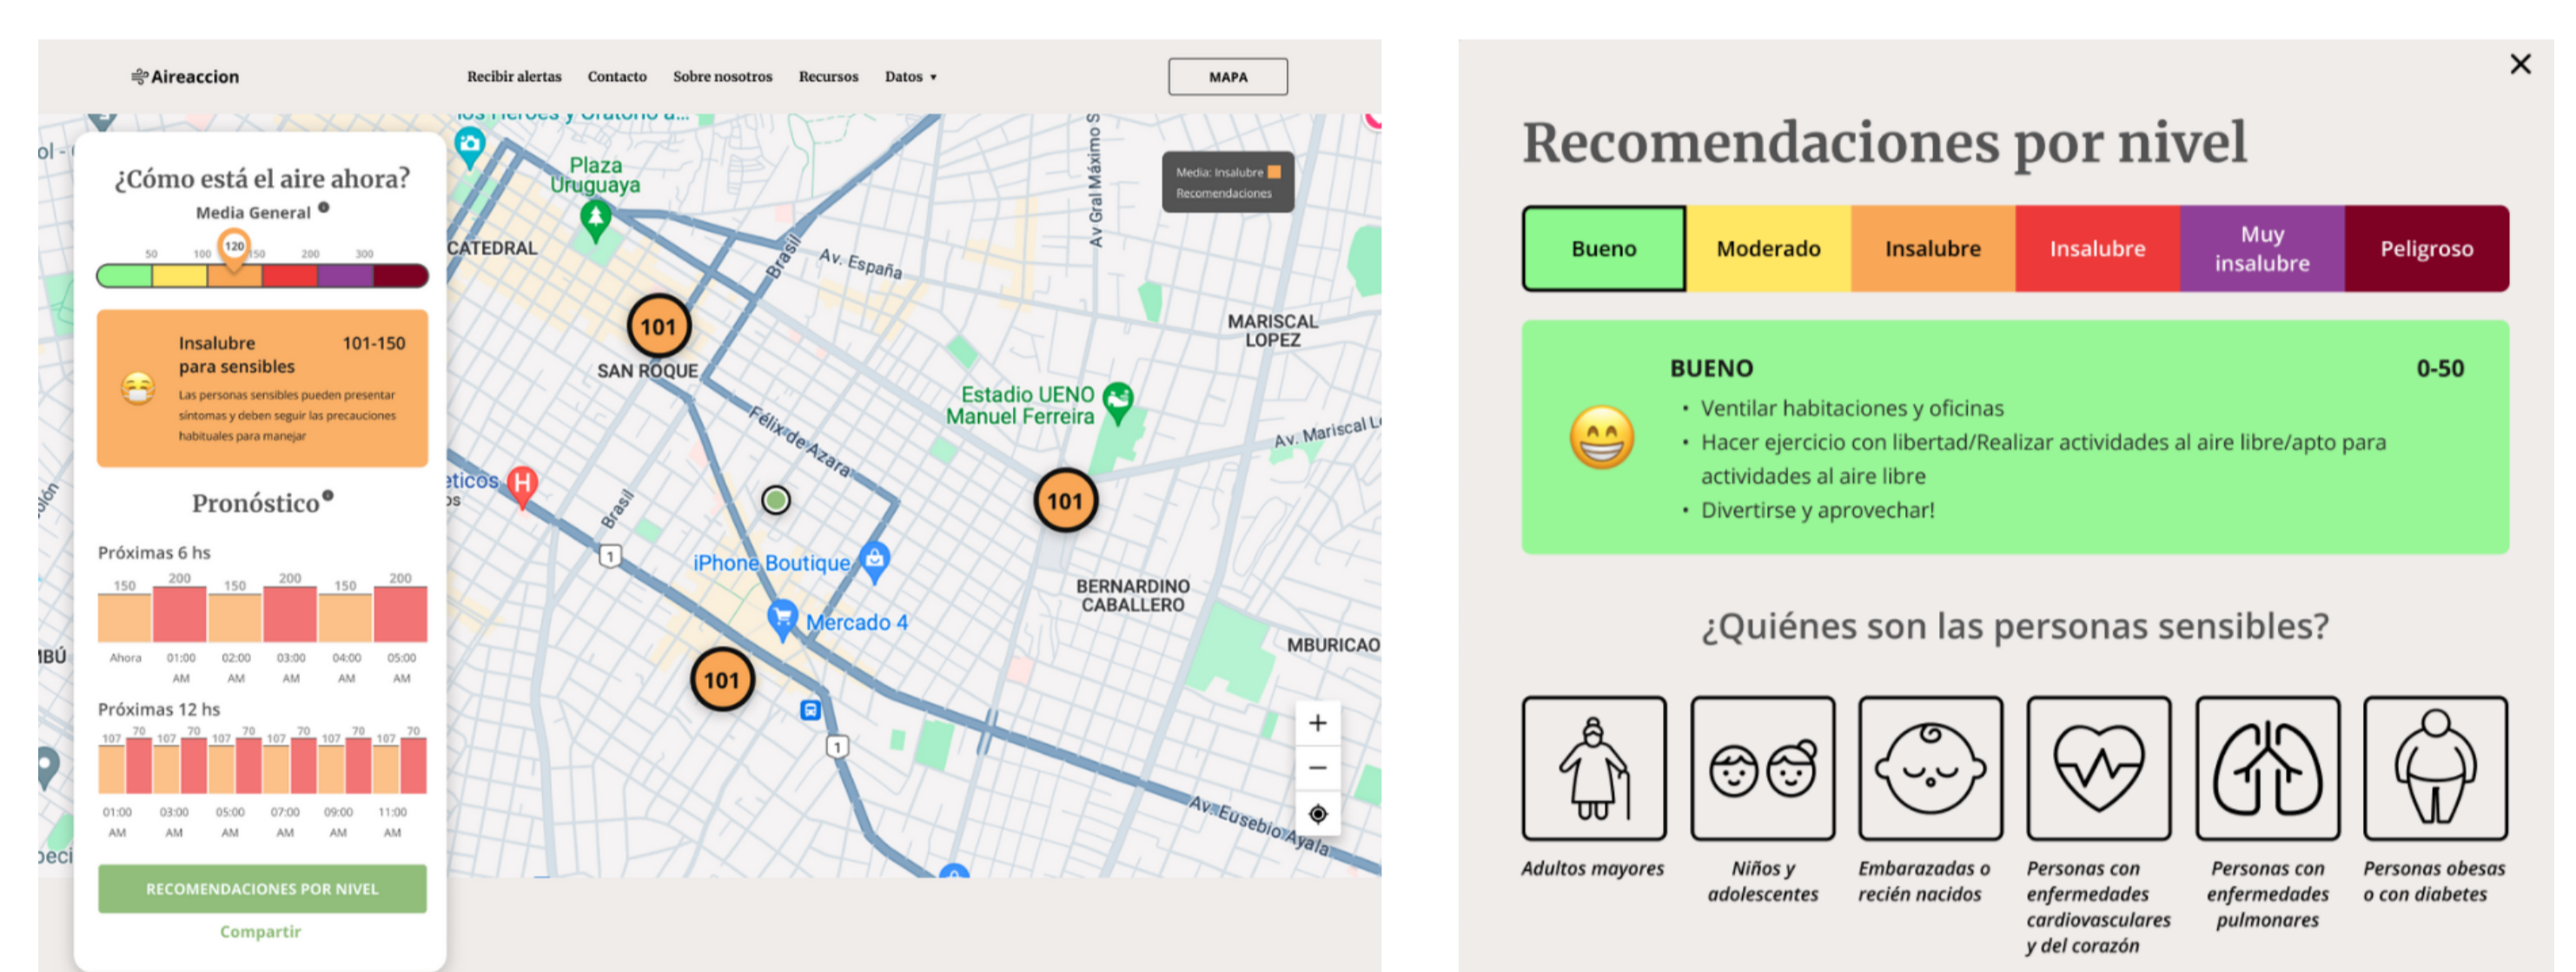 Aireaccion
Recibir alertas
Contacto
Sobre nosotros
Recursos
Datos
MAPA
¿Cómo está el aire ahora?
Media General
120
50
100
150
200
300
Insalubre
para sensibles
101-150
Las personas sensibles pueden presentar
síntomas y deben seguir las precauciones
habituales para manejar
Pronóstico
Próximas 6 hs
150
200
150
200
150
200
Ahora
01:00
AM
02:00
AM
03:00
AM
04:00
AM
05:00
AM
Próximas 12 hs
107
70
107
70
107
70
107
70
107
70
107
70
01:00
AM
03:00
AM
05:00
AM
07:00
AM
09:00
AM
11:00
AM
RECOMENDACIONES POR NIVEL
Compartir
Plaza
Uruguaya
CATEDRAL
Brasil
Av. España
Av Gral Máximo S
Media: Insalubre
Recomendaciones
101
SAN ROQUE
MARISCAL
LOPEZ
Estadio UENO
Manuel Ferreira
Félix de Azara
Av. Mariscal L
eticos
H
os
Brasil
101
1
iPhone Boutique
BERNARDINO
CABALLERO
Mercado 4
MBURICAO
101
1
Av. Eusebio Ayala
+
−
Recomendaciones por nivel
Bueno
Moderado
Insalubre
Insalubre
Muy
insalubre
Peligroso
BUENO
0-50
• Ventilar habitaciones y oficinas
• Hacer ejercicio con libertad/Realizar actividades al aire libre/apto para
actividades al aire libre
• Divertirse y aprovechar!
¿Quiénes son las personas sensibles?
Adultos mayores
Niños y
adolescentes
Embarazadas o
recién nacidos
Personas con
enfermedades
cardiovasculares
y del corazón
Personas con
enfermedades
pulmonares
Personas obesas
o con diabetes